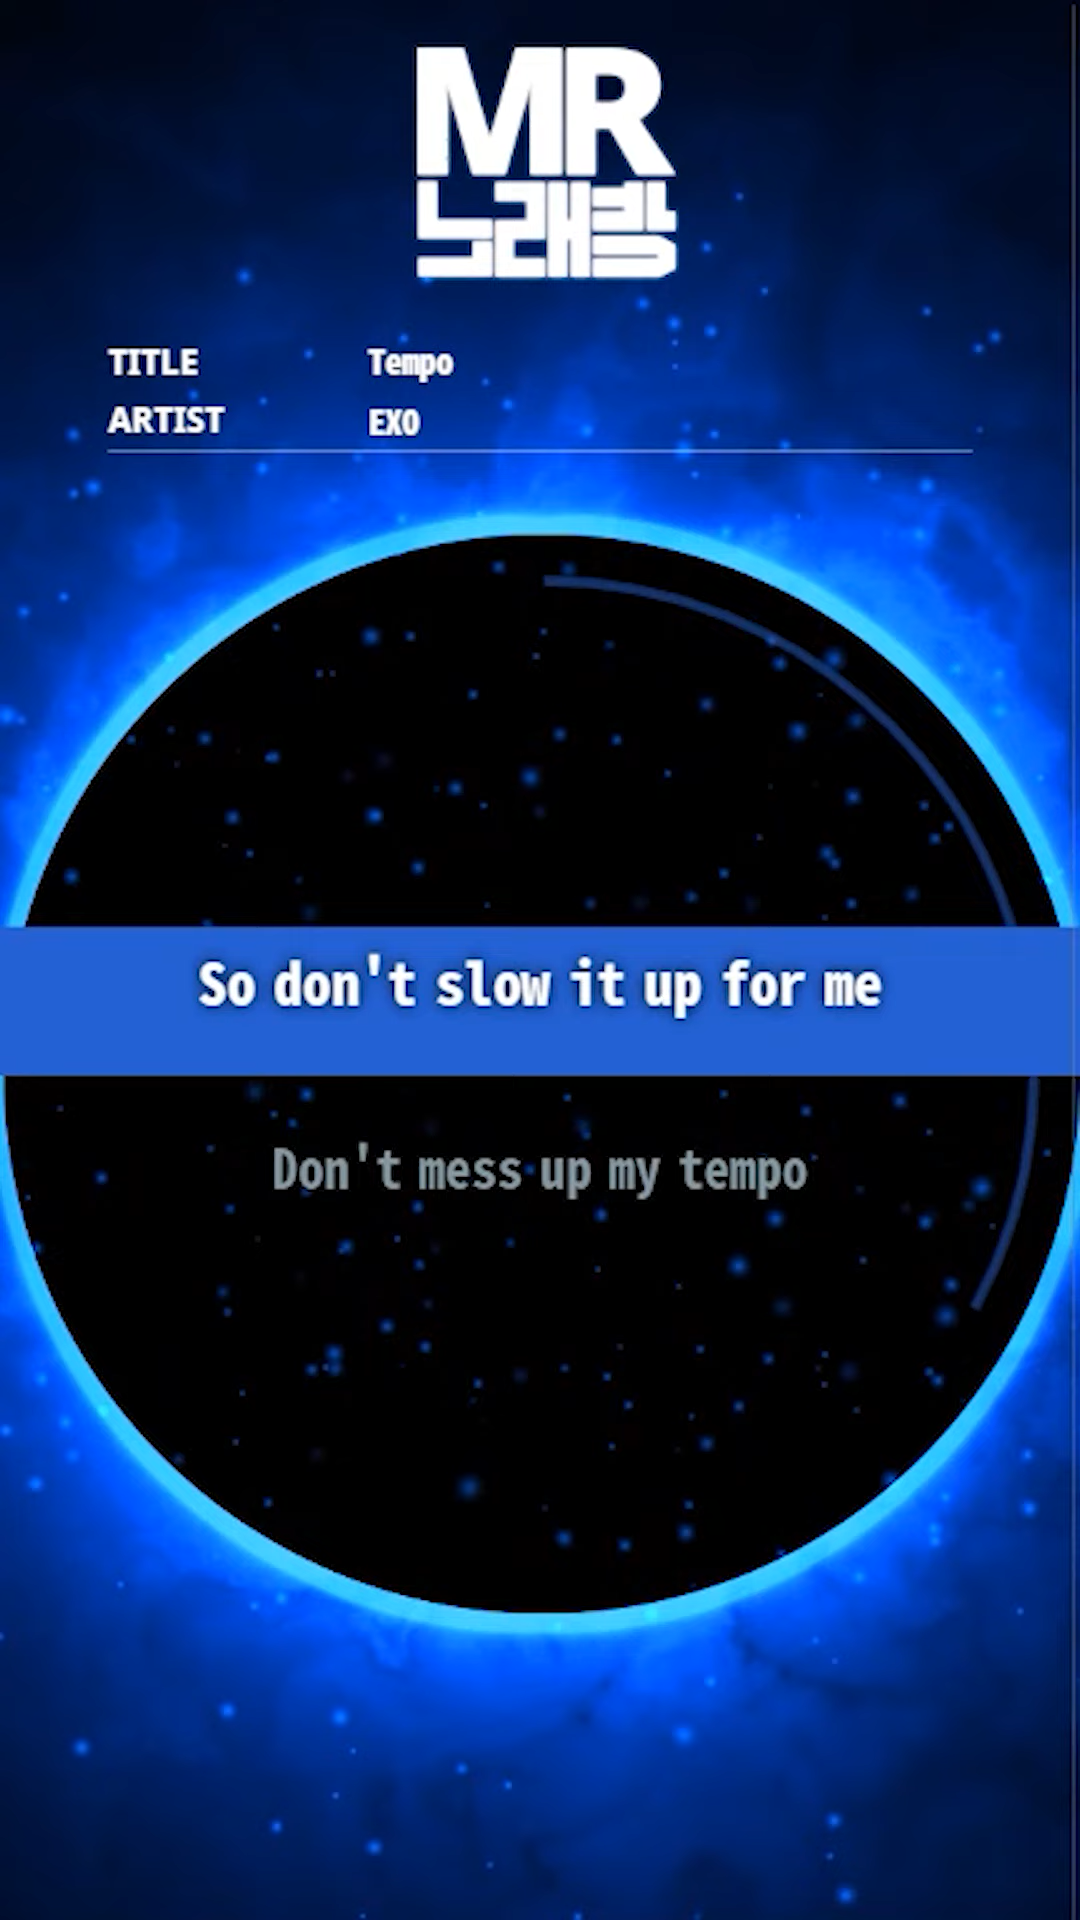 MR
노래방
TITLE Tempo
ARTIST EXO
So don't slow it up for me
Don't mess up my tempo